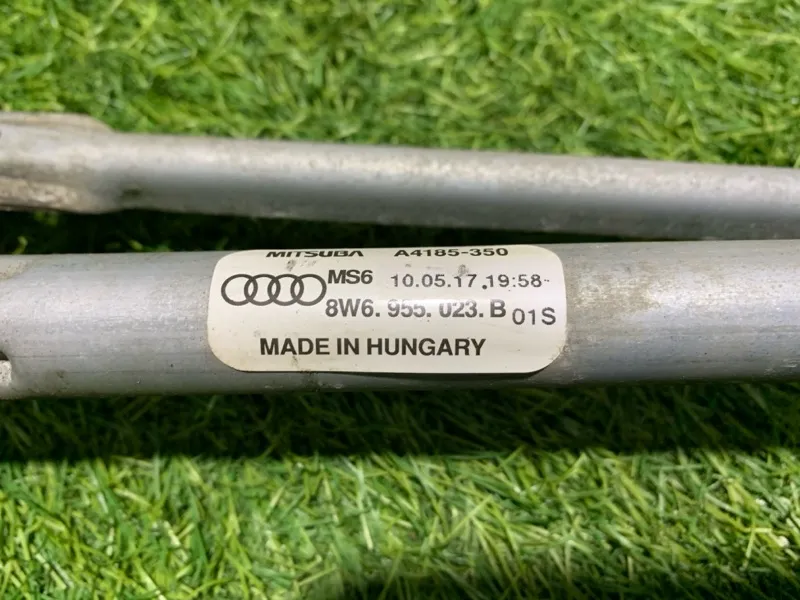 MITSUBA A4185-350
MS6 10.05.17 19:58
8W6. 955. 023. B 01S
MADE IN HUNGARY